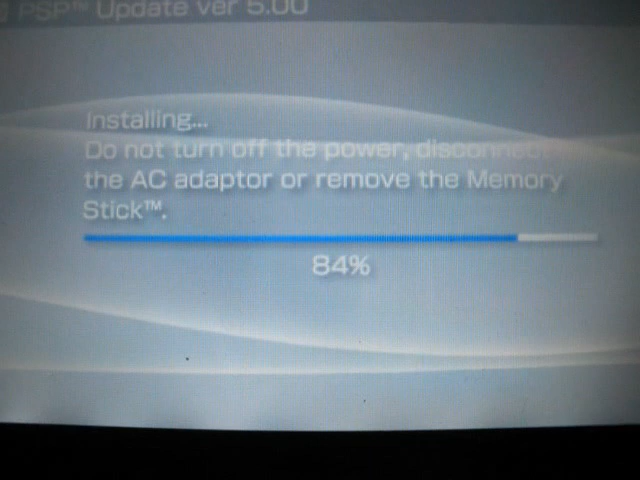 PSP™ Update ver 5.00
Installing...
Do not turn off the power, disconnect
the AC adaptor or remove the Memory
Stick™.
84%